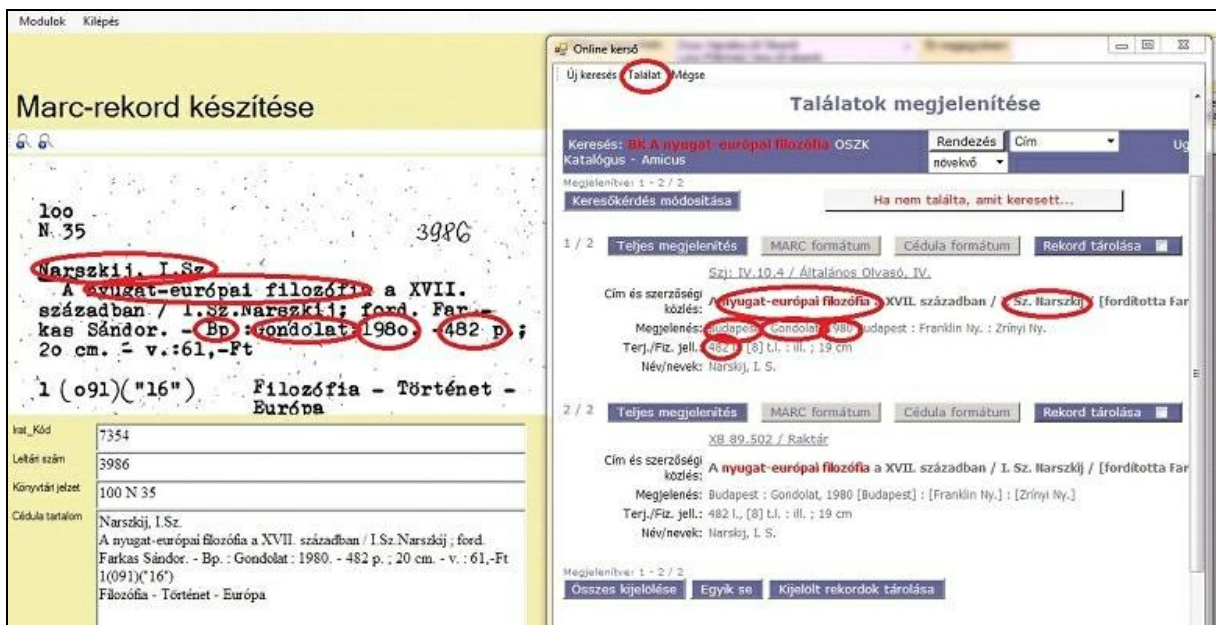 Modulok Kilépés
Marc-rekord készítése
100
N. 35
3986
Narszkij, I.Sz.
A nyugat-európai filozófia a XVII.
században / I.Sz.Narszkij; ford. Far-
kas Sándor. - Bp : Gondolat, 198o. - 482 p. ;
2o cm. - v.:61,-Ft
1 (o91)("16") Filozófia - Történet -
Európa
Irat_Kód 7354
Leltári szám 3986
Könyvtári jelzet 100 N 35
Cédula tartalom Narszkij, I.Sz.
A nyugat-európai filozófia a XVII. században / I.Sz.Narszkij ; ford.
Farkas Sándor. - Bp. : Gondolat : 1980. - 482 p. ; 20 cm. - v. : 61,-Ft
1(091)("16")
Filozófia - Történet - Európa
Online kerső
Új keresés Találat Mégse
Találatok megjelenítése
Keresés: BK A nyugat-európai filozófia OSZK
Katalógus - Amicus
Rendezés Cím
növekvő
Ug
Megjelenítve: 1 - 2 / 2
Keresőkérdés módosítása Ha nem találta, amit keresett...
1 / 2 Teljes megjelenítés MARC formátum Cédula formátum Rekord tárolása
Szj: IV.10.4 / Általános Olvasó, IV.
Cím és szerzőségi közlés: A nyugat-európai filozófia a XVII. században / I. Sz. Narszkij / [fordította Far
Megjelenés: Budapest : Gondolat, 1980 Budapest : Franklin Ny. : Zrínyi Ny.
Terj./Fiz. jell.: 482 l., [8] t.l. : ill. ; 19 cm
Név/nevek: Narskij, I. S.
2 / 2 Teljes megjelenítés MARC formátum Cédula formátum Rekord tárolása
XB 89.502 / Raktár
Cím és szerzőségi közlés: A nyugat-európai filozófia a XVII. században / I. Sz. Narszkij / [fordította Far
Megjelenés: Budapest : Gondolat, 1980 [Budapest] : [Franklin Ny.] : [Zrínyi Ny.]
Terj./Fiz. jell.: 482 l., [8] t.l. : ill. ; 19 cm
Név/nevek: Narskij, I. S.
Megjelenítve: 1 - 2 / 2
Összes kijelölése Egyik se Kijelölt rekordok tárolása